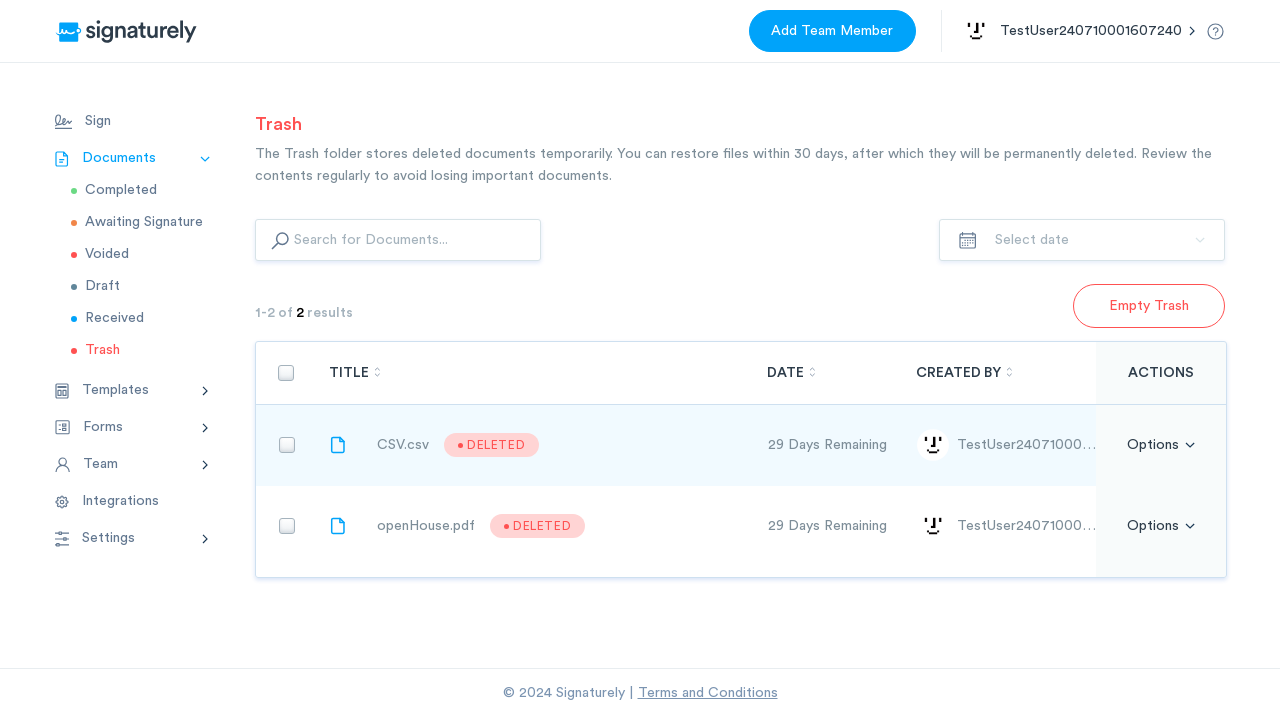 signaturely
Add Team Member
TestUser240710001607240
Sign
Documents
Completed
Awaiting Signature
Voided
Draft
Received
Trash
Templates
Forms
Team
Integrations
Settings
Trash
The Trash folder stores deleted documents temporarily. You can restore files within 30 days, after which they will be permanently deleted. Review the
contents regularly to avoid losing important documents.
Search for Documents...
Select date
1-2 of 2 results
Empty Trash
TITLE DATE CREATED BY ACTIONS
CSV.csv DELETED 29 Days Remaining TestUser24071000... Options
openHouse.pdf DELETED 29 Days Remaining TestUser24071000... Options
© 2024 Signaturely | Terms and Conditions